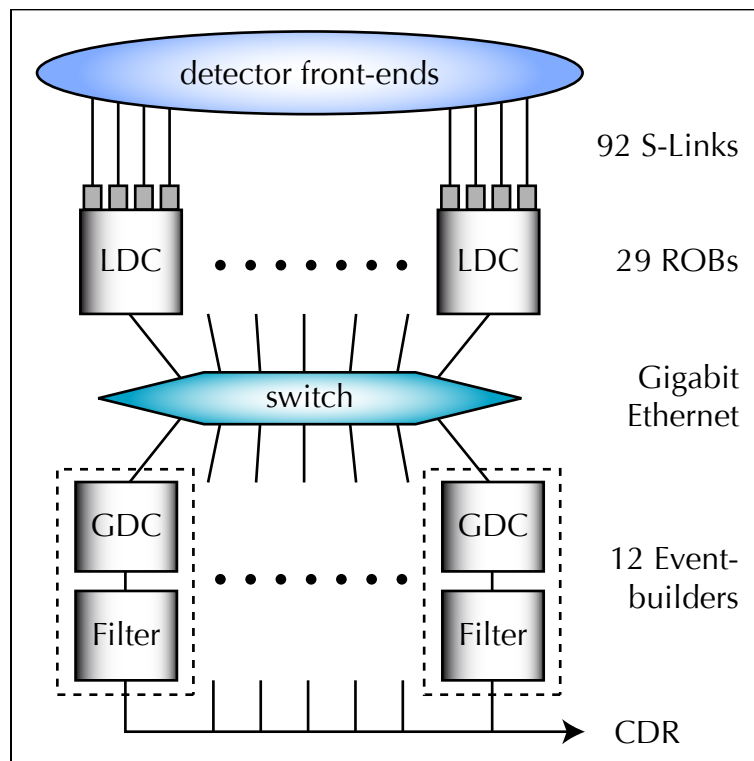 detector front-ends
92 S-Links
LDC
LDC
29 ROBs
switch
Gigabit
Ethernet
GDC
GDC
12 Event-
builders
Filter
Filter
CDR